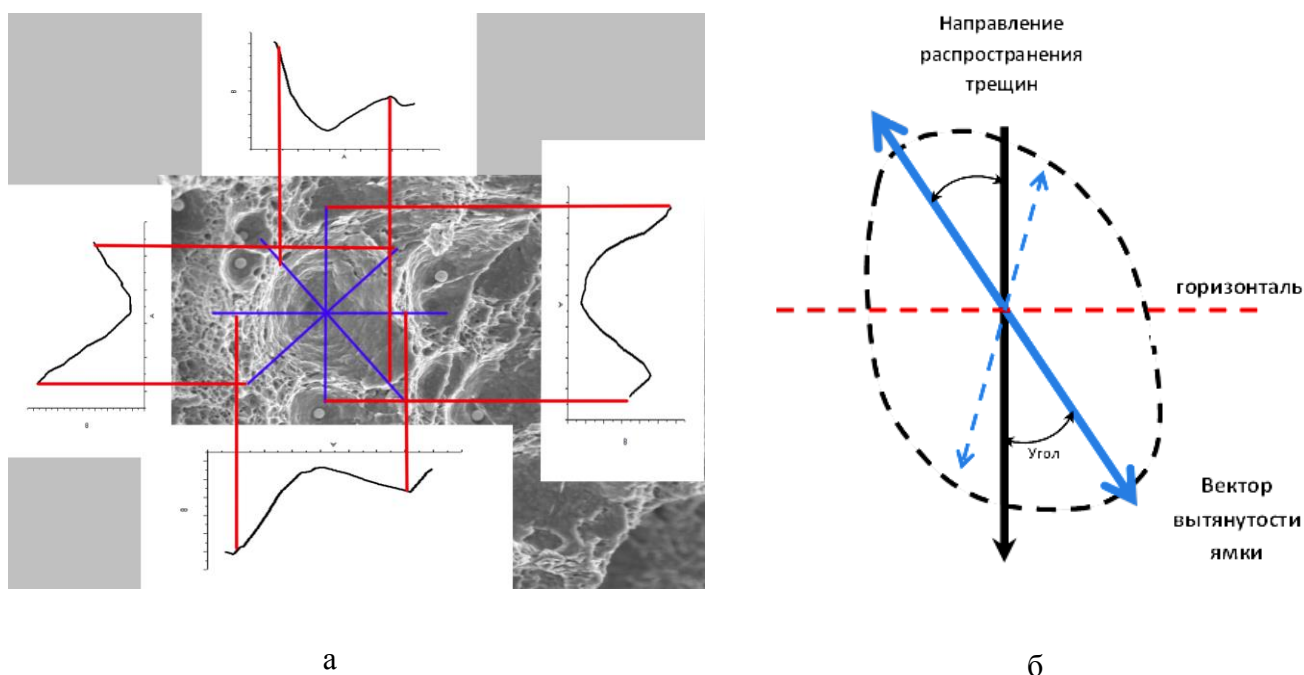 Направление
распространения
трещин
горизонталь
Угол
Вектор
вытянутости
ямки
а
б